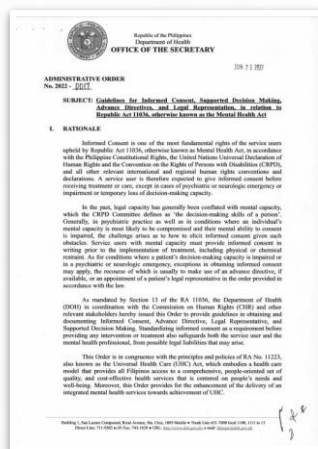 Republic of the Philippines
Department of Health
OFFICE OF THE SECRETARY
ADMINISTRATIVE ORDER
No. 2022 - 0017
SUBJECT: Guidelines for Informed Consent, Supported Decision Making,
Advance Directives, and Legal Representation, in relation to
Republic Act 11036, otherwise known as the Mental Health Act
I. RATIONALE
Informed Consent is one of the most fundamental rights of the service users
upheld by Republic Act 11036, otherwise known as Mental Health Act, in accordance
with the Philippine Constitutional Rights, the United Nations Universal Declaration of
Human Rights and the Convention on the Rights of Persons with Disabilities (CRPD),
and all other relevant international and regional human rights conventions and
declarations. A service user is therefore expected to give informed consent before
receiving treatment or care, except in cases of psychiatric or neurologic emergency or
impairment or temporary loss of decision-making capacity.
In the past, legal capacity has generally been conflated with mental capacity,
which the CRPD Committee defines as 'the decision-making skills of a person'.
Generally, in psychiatric practice as well as in conditions where an individual's
mental capacity is most likely to be compromised and their mental ability to consent
is impaired, the challenge arises as to how to elicit informed consent given such
obstacles. Service users with mental capacity must provide informed consent in
writing prior to the implementation of treatment, including physical or chemical
restraint. As for conditions where a patient's decision-making capacity is impaired or
in a psychiatric or neurologic emergency, exceptions in obtaining informed consent
may apply, the recourse of which is usually to make use of an advance directive, if
available, or an appointment of a patient's legal representative in the order provided in
accordance with the law.
As mandated by Section 13 of the RA 11036, the Department of Health
(DOH) in coordination with the Commission on Human Rights (CHR) and other
relevant stakeholders hereby issued this Order to provide guidelines in obtaining and
documenting Informed Consent, Advance Directive, Legal Representative, and
Supported Decision Making. Standardizing informed consent as a requirement before
providing any intervention or treatment also safeguards both the service user and the
mental health professional, from possible legal liabilities that may arise.
This Order is in congruence with the principles and policies of RA No. 11223,
also known as the Universal Health Care (UHC) Act, which embodies a health care
model that provides all Filipinos access to a comprehensive, people-oriented set of
quality, and cost-effective health services that is centered on people's needs and
well-being. Moreover, this Order provides for the enhancement of the delivery of an
integrated mental health services towards achievement of UHC.